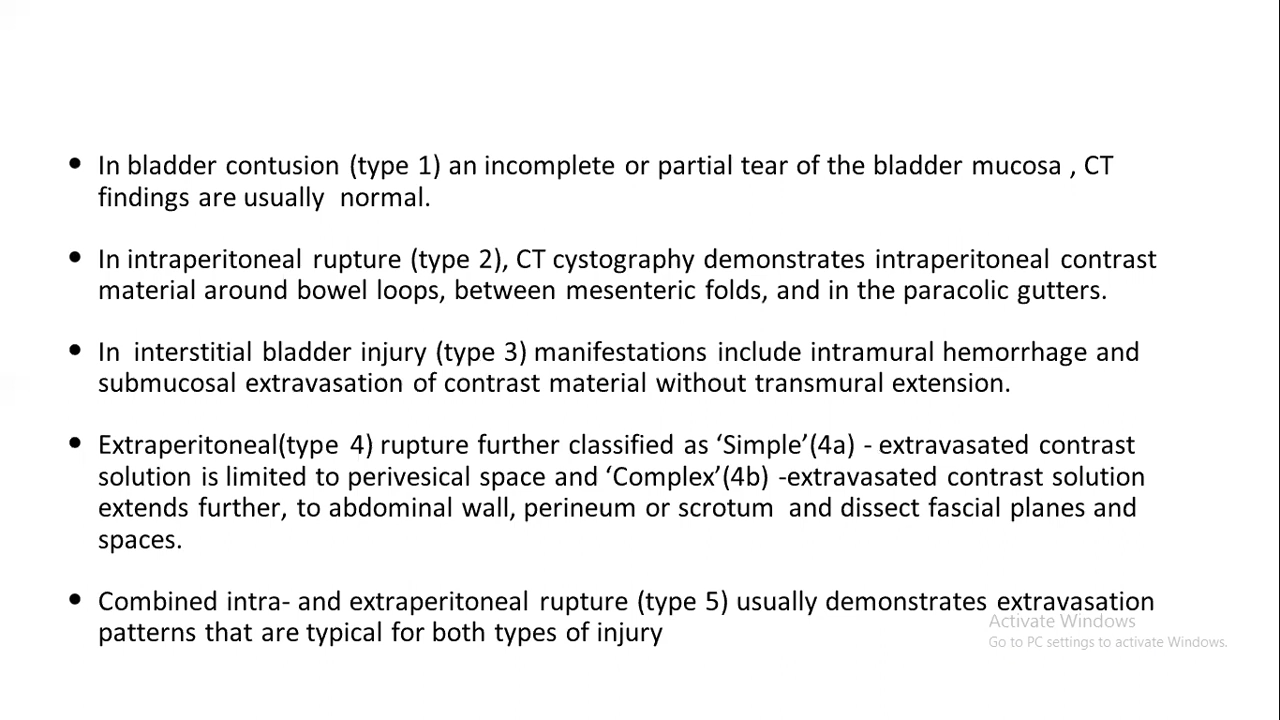 • In bladder contusion (type 1) an incomplete or partial tear of the bladder mucosa , CT
findings are usually normal.
• In intraperitoneal rupture (type 2), CT cystography demonstrates intraperitoneal contrast
material around bowel loops, between mesenteric folds, and in the paracolic gutters.
• In interstitial bladder injury (type 3) manifestations include intramural hemorrhage and
submucosal extravasation of contrast material without transmural extension.
• Extraperitoneal(type 4) rupture further classified as ‘Simple’(4a) - extravasated contrast
solution is limited to perivesical space and ‘Complex’(4b) -extravasated contrast solution
extends further, to abdominal wall, perineum or scrotum and dissect fascial planes and
spaces.
• Combined intra- and extraperitoneal rupture (type 5) usually demonstrates extravasation
patterns that are typical for both types of injury
Activate Windows
Go to PC settings to activate Windows.